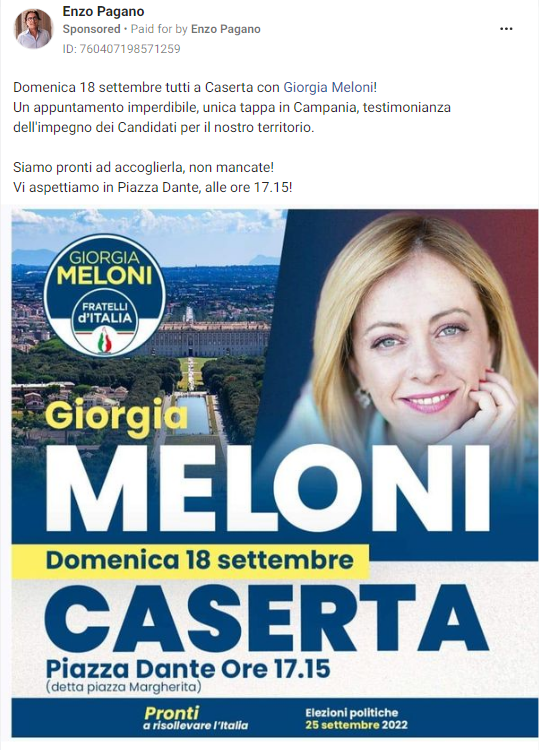 Enzo Pagano
Sponsored • Paid for by Enzo Pagano
ID: 760407198571259
Domenica 18 settembre tutti a Caserta con Giorgia Meloni!
Un appuntamento imperdibile, unica tappa in Campania, testimonianza
dell'impegno dei Candidati per il nostro territorio.
Siamo pronti ad accoglierla, non mancate!
Vi aspettiamo in Piazza Dante, alle ore 17.15!
GIORGIA
MELONI
FRATELLI
d'ITALIA
Giorgia
MELONI
Domenica 18 settembre
CASERTA
Piazza Dante Ore 17.15
(detta piazza Margherita)
Pronti
a risollevare l'Italia
Elezioni politiche
25 settembre 2022